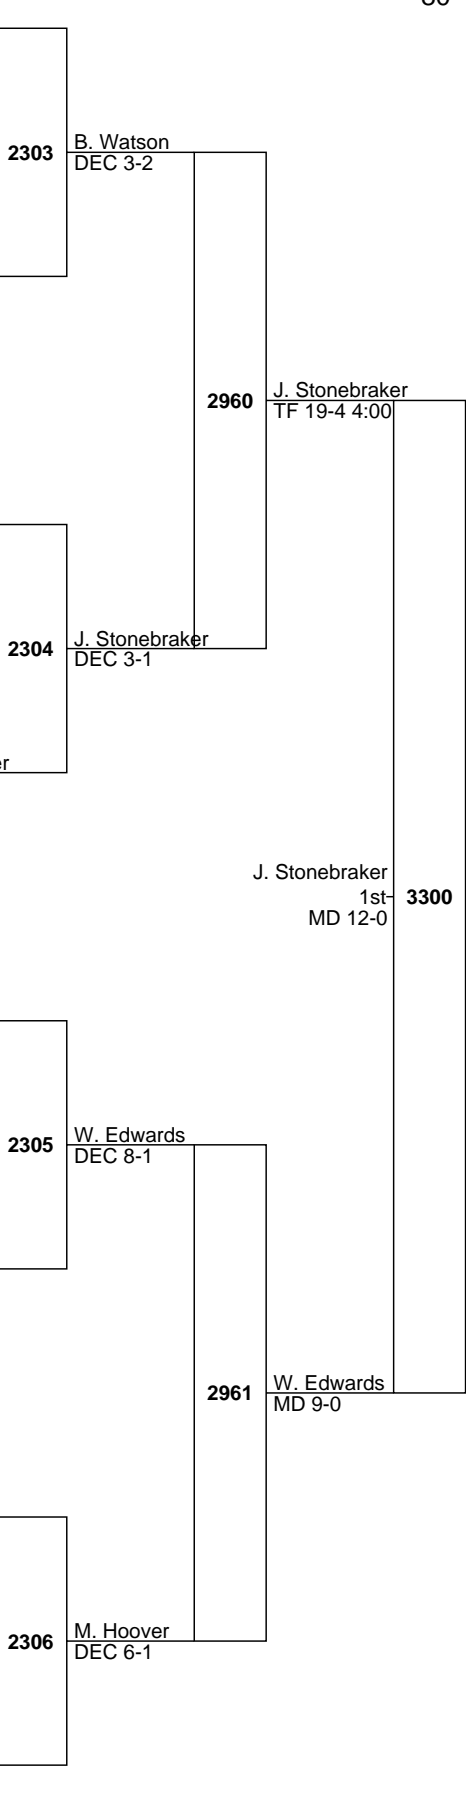 2303
B. Watson
DEC 3-2
2960
J. Stonebraker
TF 19-4 4:00
2304
J. Stonebraker
DEC 3-1
J. Stonebraker
1st
MD 12-0
3300
2305
W. Edwards
DEC 8-1
2961
W. Edwards
MD 9-0
2306
M. Hoover
DEC 6-1